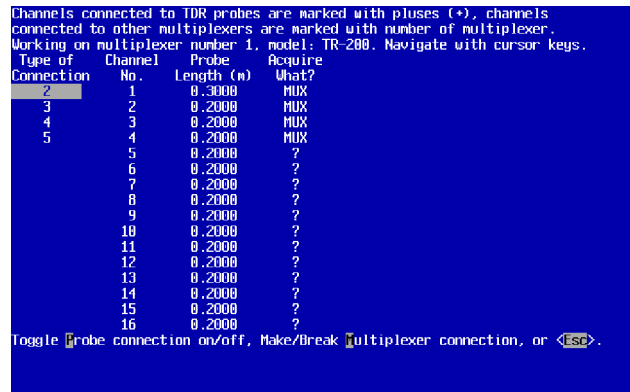 Channels connected to TDR probes are marked with pluses (+), channels
connected to other multiplexers are marked with number of multiplexer.
Working on multiplexer number 1, model: TR-200. Navigate with cursor keys.
Type of Channel Probe Acquire
Connection No. Length (m) What?
2 1 0.3000 MUX
3 2 0.2000 MUX
4 3 0.2000 MUX
5 4 0.2000 MUX
5 0.2000 ?
6 0.2000 ?
7 0.2000 ?
8 0.2000 ?
9 0.2000 ?
10 0.2000 ?
11 0.2000 ?
12 0.2000 ?
13 0.2000 ?
14 0.2000 ?
15 0.2000 ?
16 0.2000 ?
Toggle Probe connection on/off, Make/Break Multiplexer connection, or <Esc>.